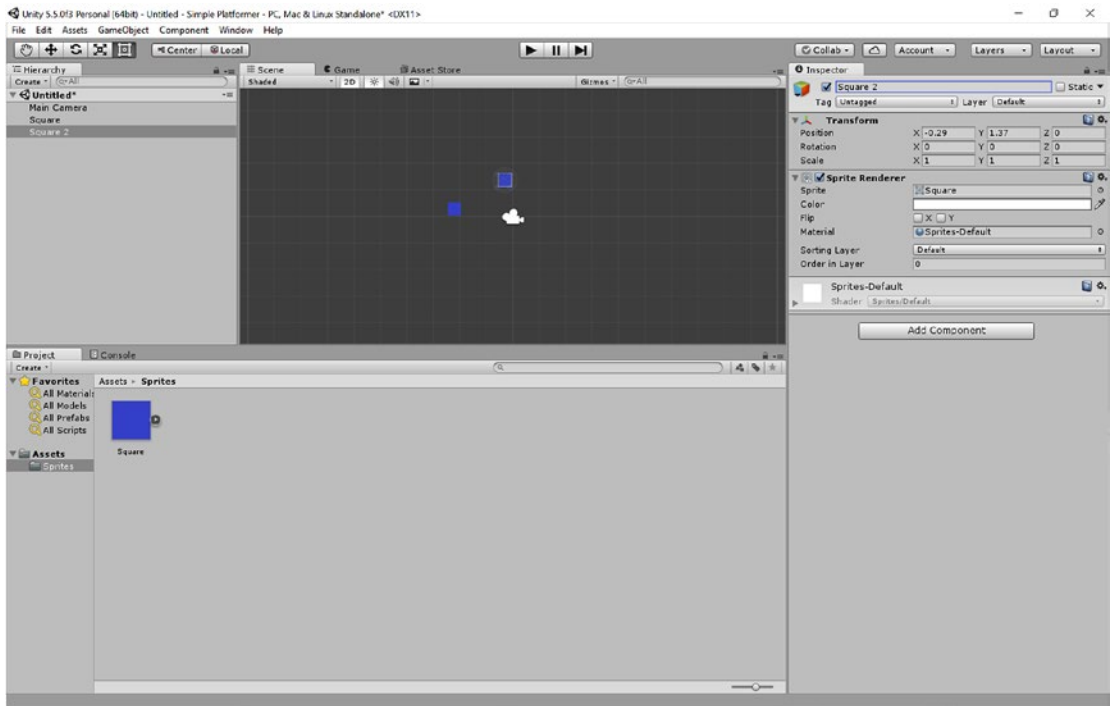 Unity 5.5.0f3 Personal (64bit) - Untitled - Simple Platformer - PC, Mac & Linux Standalone* <DX11>
File Edit Assets GameObject Component Window Help
Center Local
Collab Account Layers Layout
Hierarchy
Create All
Untitled*
Main Camera
Square
Square 2
Scene Game Asset Store
Shaded 2D Gizmos All
Inspector
Square 2 Static
Tag Untagged Layer Default
Transform
Position X -0.29 Y 1.37 Z 0
Rotation X 0 Y 0 Z 0
Scale X 1 Y 1 Z 1
Sprite Renderer
Sprite Square
Color
Flip X Y
Material Sprites-Default
Sorting Layer Default
Order in Layer 0
Sprites-Default
Shader Sprites/Default
Add Component
Project Console
Create
Favorites
All Materials
All Models
All Prefabs
All Scripts
Assets
Sprites
Assets Sprites
Square